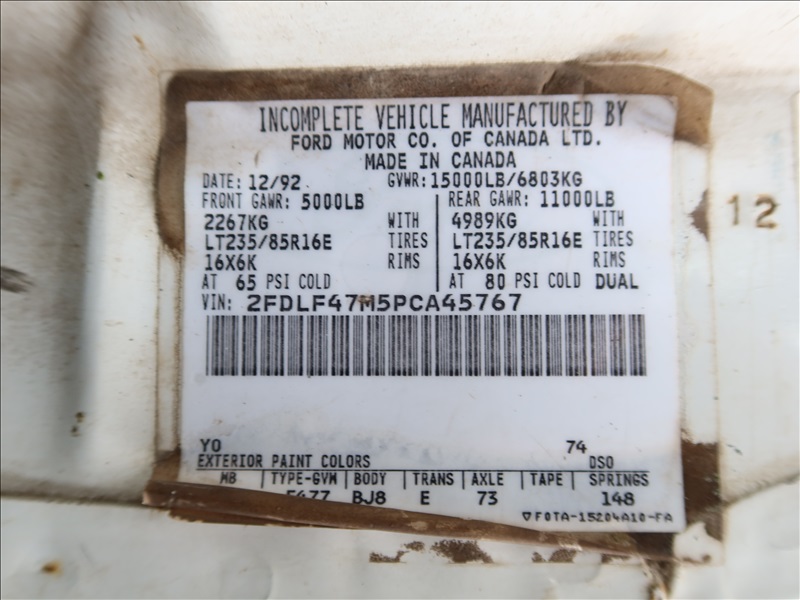 INCOMPLETE VEHICLE MANUFACTURED BY
FORD MOTOR CO. OF CANADA LTD.
MADE IN CANADA
DATE: 12/92 GVWR: 15000LB/6803KG
FRONT GAWR: 5000LB REAR GAWR: 11000LB
2267KG WITH 4989KG WITH
LT235/85R16E TIRES LT235/85R16E TIRES
16X6K RIMS 16X6K RIMS
AT 65 PSI COLD AT 80 PSI COLD DUAL
VIN: 2FDLF47M5PCA45767
YO 74
EXTERIOR PAINT COLORS DSO
WB TYPE-GVW BODY TRANS AXLE TAPE SPRINGS
F477 BJ8 E 73 148
F0TA-15204A10-FA
12